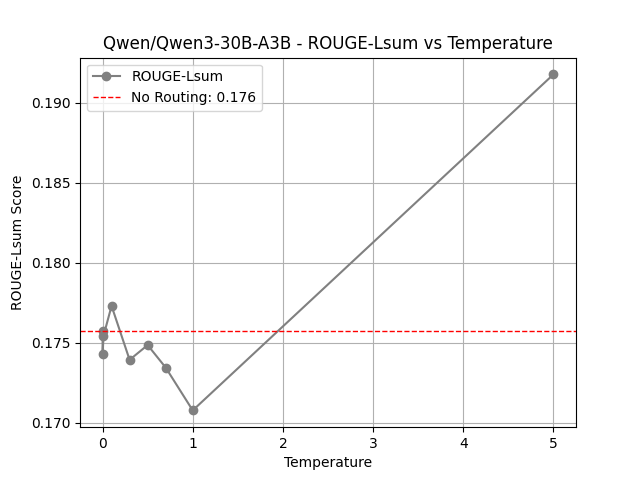 Qwen/Qwen3-30B-A3B - ROUGE-Lsum vs Temperature
ROUGE-Lsum
No Routing: 0.176
ROUGE-Lsum Score
0.190
0.185
0.180
0.175
0.170
0 1 2 3 4 5
Temperature